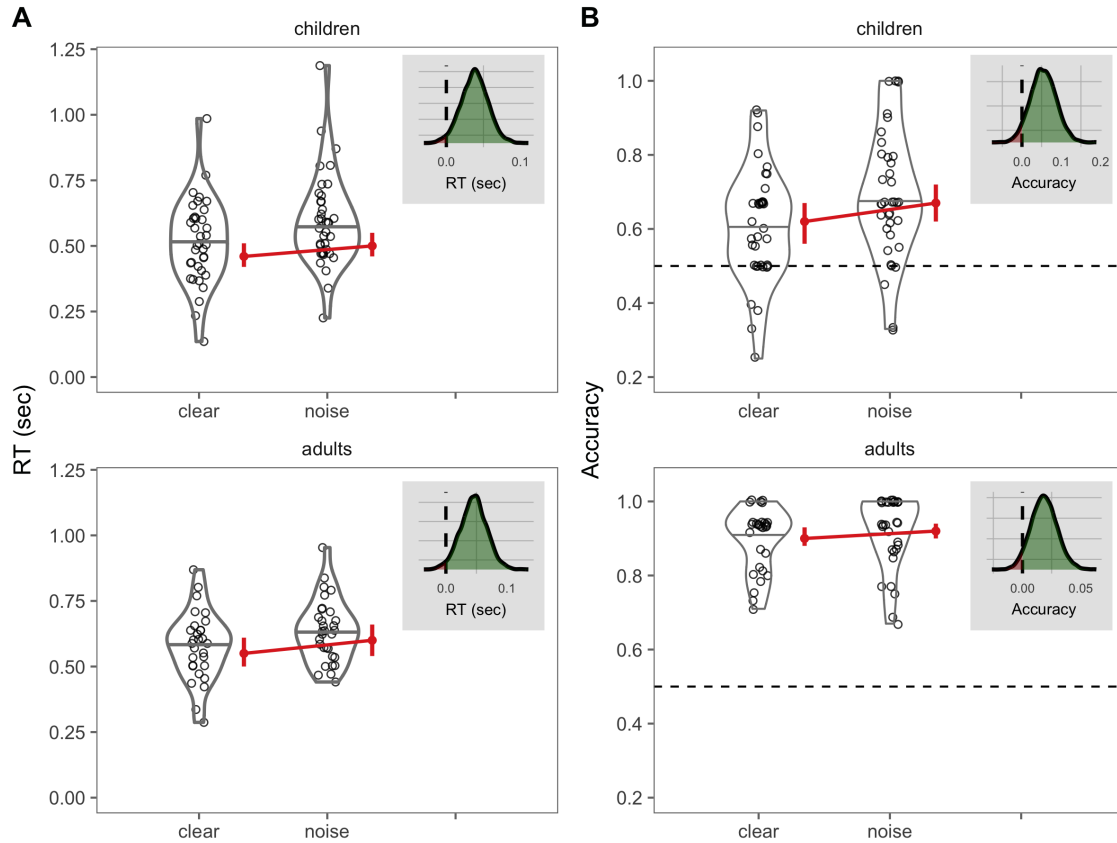 A
children
1.25
1.00
0.75
0.50
0.25
0.00
0.0 0.1
RT (sec)
clear noise
adults
1.25
1.00
0.75
0.50
0.25
0.00
0.0 0.1
RT (sec)
clear noise
RT (sec)
B
children
1.0
0.8
0.6
0.4
0.2
0.0 0.1 0.2
Accuracy
clear noise
adults
1.0
0.8
0.6
0.4
0.2
0.00 0.05
Accuracy
clear noise
Accuracy